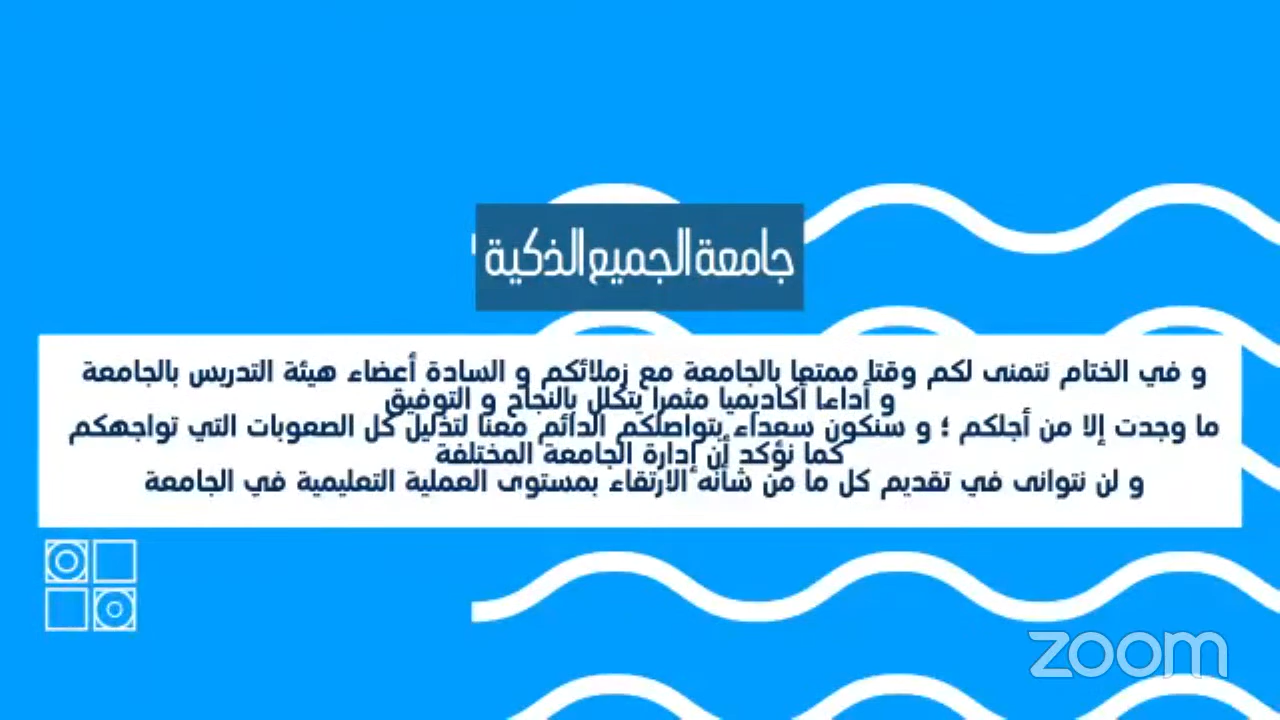 جامعة الجميع الذكية
و في الختام نتمنى لكم وقتا ممتعا بالجامعة مع زملائكم و السادة أعضاء هيئة التدريس بالجامعة
و أداءا أكاديميا مثمرا يتكلل بالنجاح و التوفيق
ما وجدت إلا من أجلكم ؛ و سنكون سعداء بتواصلكم الدائم معنا لتذليل كل الصعوبات التي تواجهكم
كما نؤكد أن إدارة الجامعة المختلفة
و لن نتوانى في تقديم كل ما من شأنه الارتقاء بمستوى العملية التعليمية في الجامعة
zoom